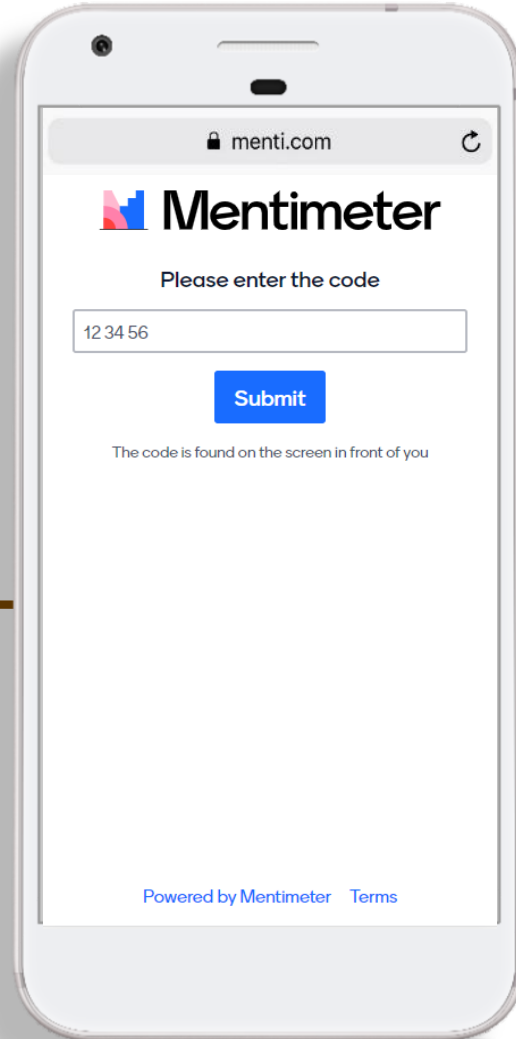 menti.com
Mentimeter
Please enter the code
12 34 56
Submit
The code is found on the screen in front of you
Powered by Mentimeter Terms